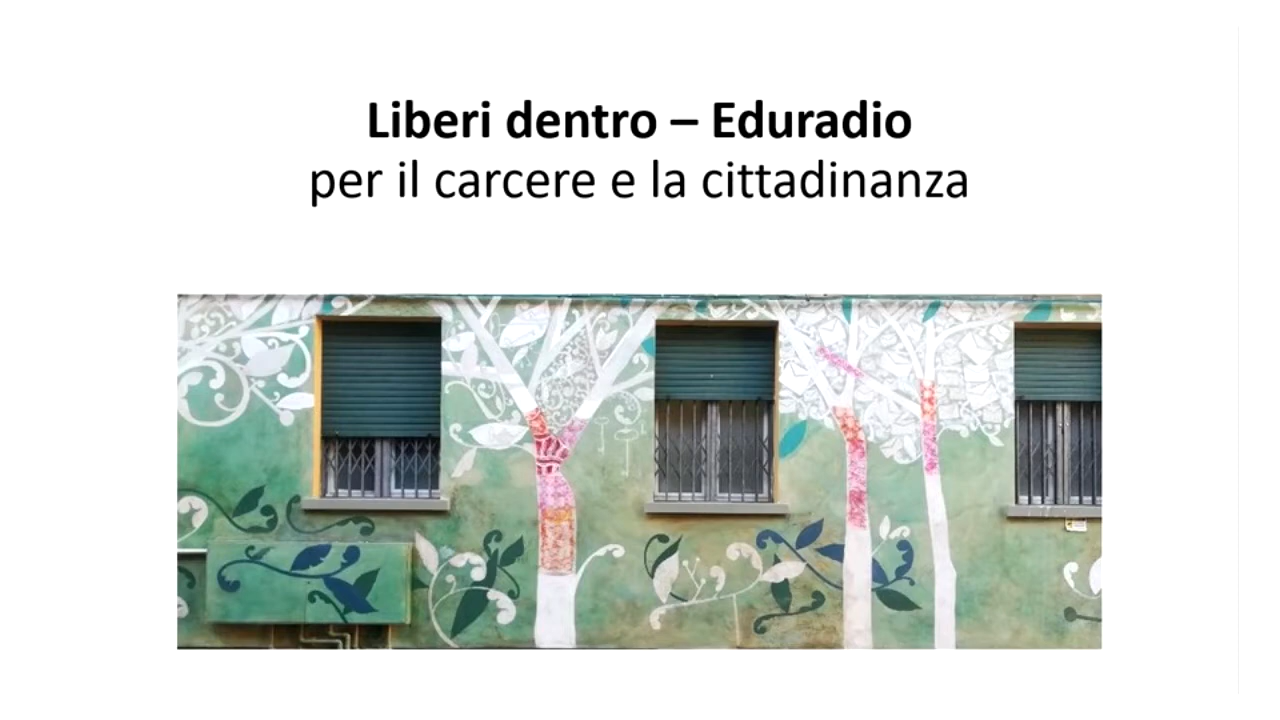 Liberi dentro – Eduradio
per il carcere e la cittadinanza